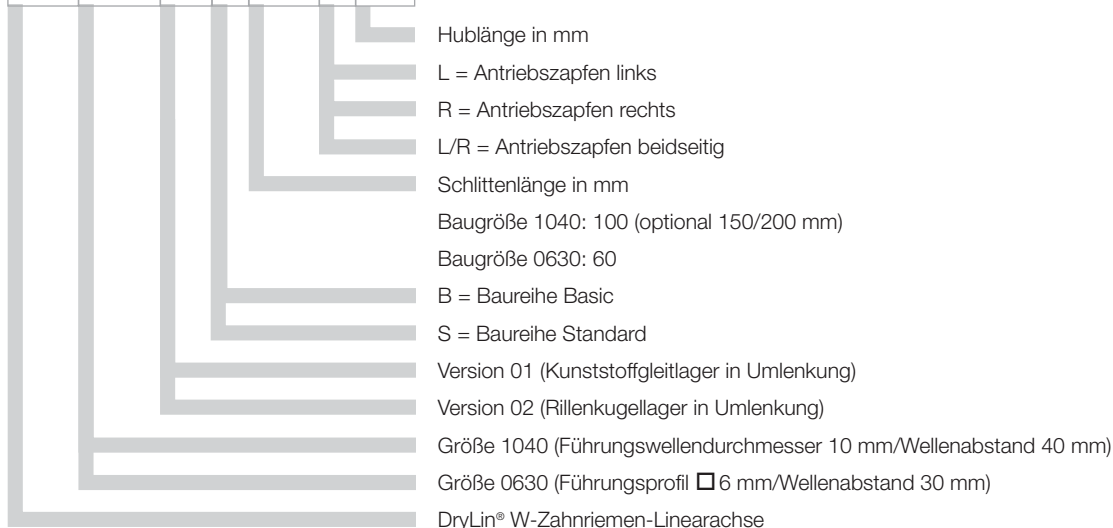 Hublänge in mm
L = Antriebszapfen links
R = Antriebszapfen rechts
L/R = Antriebszapfen beidseitig
Schlittenlänge in mm
Baugröße 1040: 100 (optional 150/200 mm)
Baugröße 0630: 60
B = Baureihe Basic
S = Baureihe Standard
Version 01 (Kunststoffgleitlager in Umlenkung)
Version 02 (Rillenkugellager in Umlenkung)
Größe 1040 (Führungswellendurchmesser 10 mm/Wellenabstand 40 mm)
Größe 0630 (Führungsprofil □ 6 mm/Wellenabstand 30 mm)
DryLin® W-Zahnriemen-Linearachse